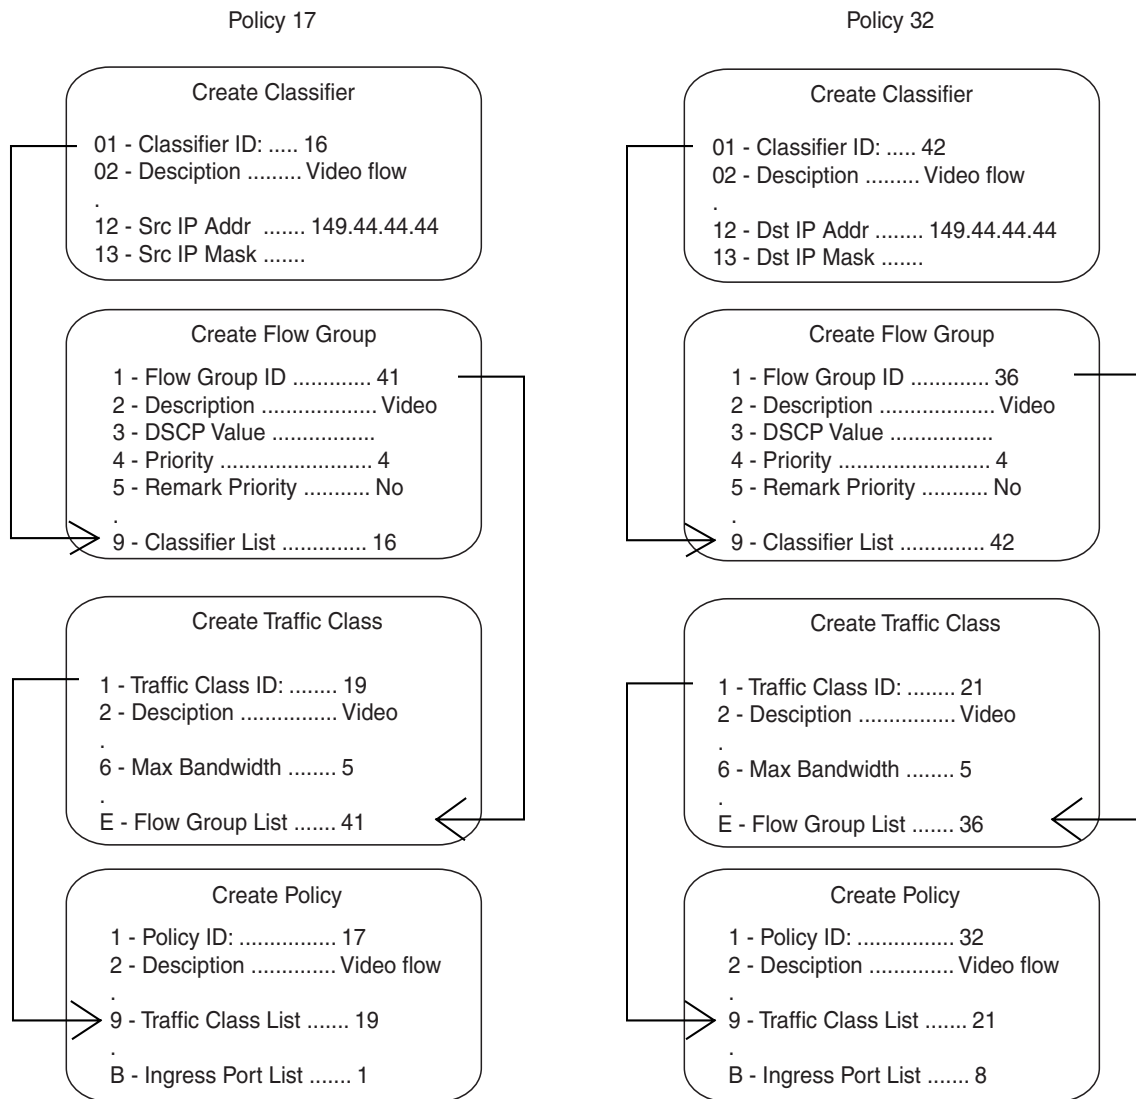 Policy 17
Create Classifier
01 - Classifier ID: ..... 16
02 - Desciption ......... Video flow
.
12 - Src IP Addr ....... 149.44.44.44
13 - Src IP Mask .......
Create Flow Group
1 - Flow Group ID ............. 41
2 - Description ................... Video
3 - DSCP Value .................
4 - Priority ......................... 4
5 - Remark Priority ........... No
.
9 - Classifier List .............. 16
Create Traffic Class
1 - Traffic Class ID: ........ 19
2 - Desciption ................ Video
.
6 - Max Bandwidth ........ 5
.
E - Flow Group List ....... 41
Create Policy
1 - Policy ID: ................ 17
2 - Desciption .............. Video flow
.
9 - Traffic Class List ....... 19
.
B - Ingress Port List ....... 1
Policy 32
Create Classifier
01 - Classifier ID: ..... 42
02 - Desciption ......... Video flow
.
12 - Dst IP Addr ........ 149.44.44.44
13 - Dst IP Mask .......
Create Flow Group
1 - Flow Group ID ............. 36
2 - Description ................... Video
3 - DSCP Value .................
4 - Priority ......................... 4
5 - Remark Priority ........... No
.
9 - Classifier List .............. 42
Create Traffic Class
1 - Traffic Class ID: ........ 21
2 - Desciption ................ Video
.
6 - Max Bandwidth ........ 5
.
E - Flow Group List ....... 36
Create Policy
1 - Policy ID: ................ 32
2 - Desciption .............. Video flow
.
9 - Traffic Class List ....... 21
.
B - Ingress Port List ....... 8